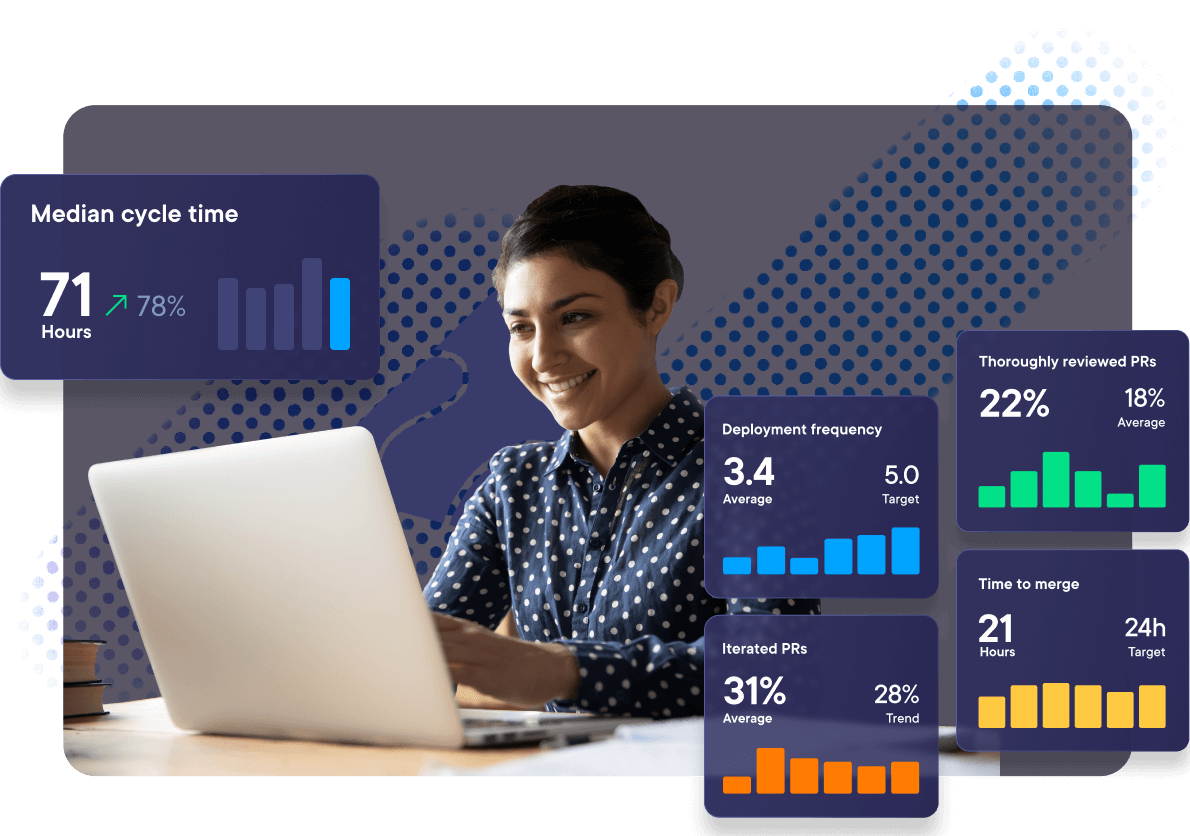 Median cycle time
71
78%
Hours
Thoroughly reviewed PRs
22%
18%
Average
Deployment frequency
3.4
5.0
Average
Target
Time to merge
21
24h
Hours
Target
Iterated PRs
31%
28%
Average
Trend